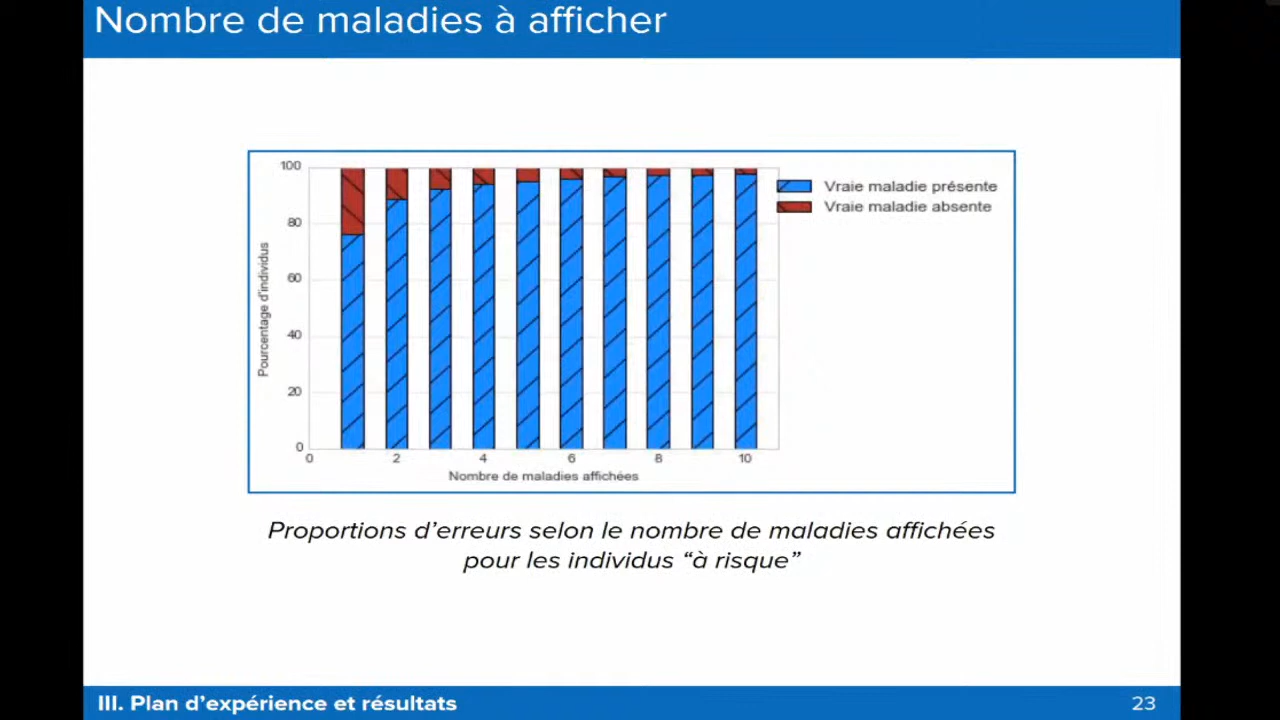 Nombre de maladies à afficher
100
80
60
40
20
0
Pourcentage d'individus
0 2 4 6 8 10
Nombre de maladies affichées
Vraie maladie présente
Vraie maladie absente
Proportions d'erreurs selon le nombre de maladies affichées
pour les individus “à risque”
III. Plan d'expérience et résultats 23